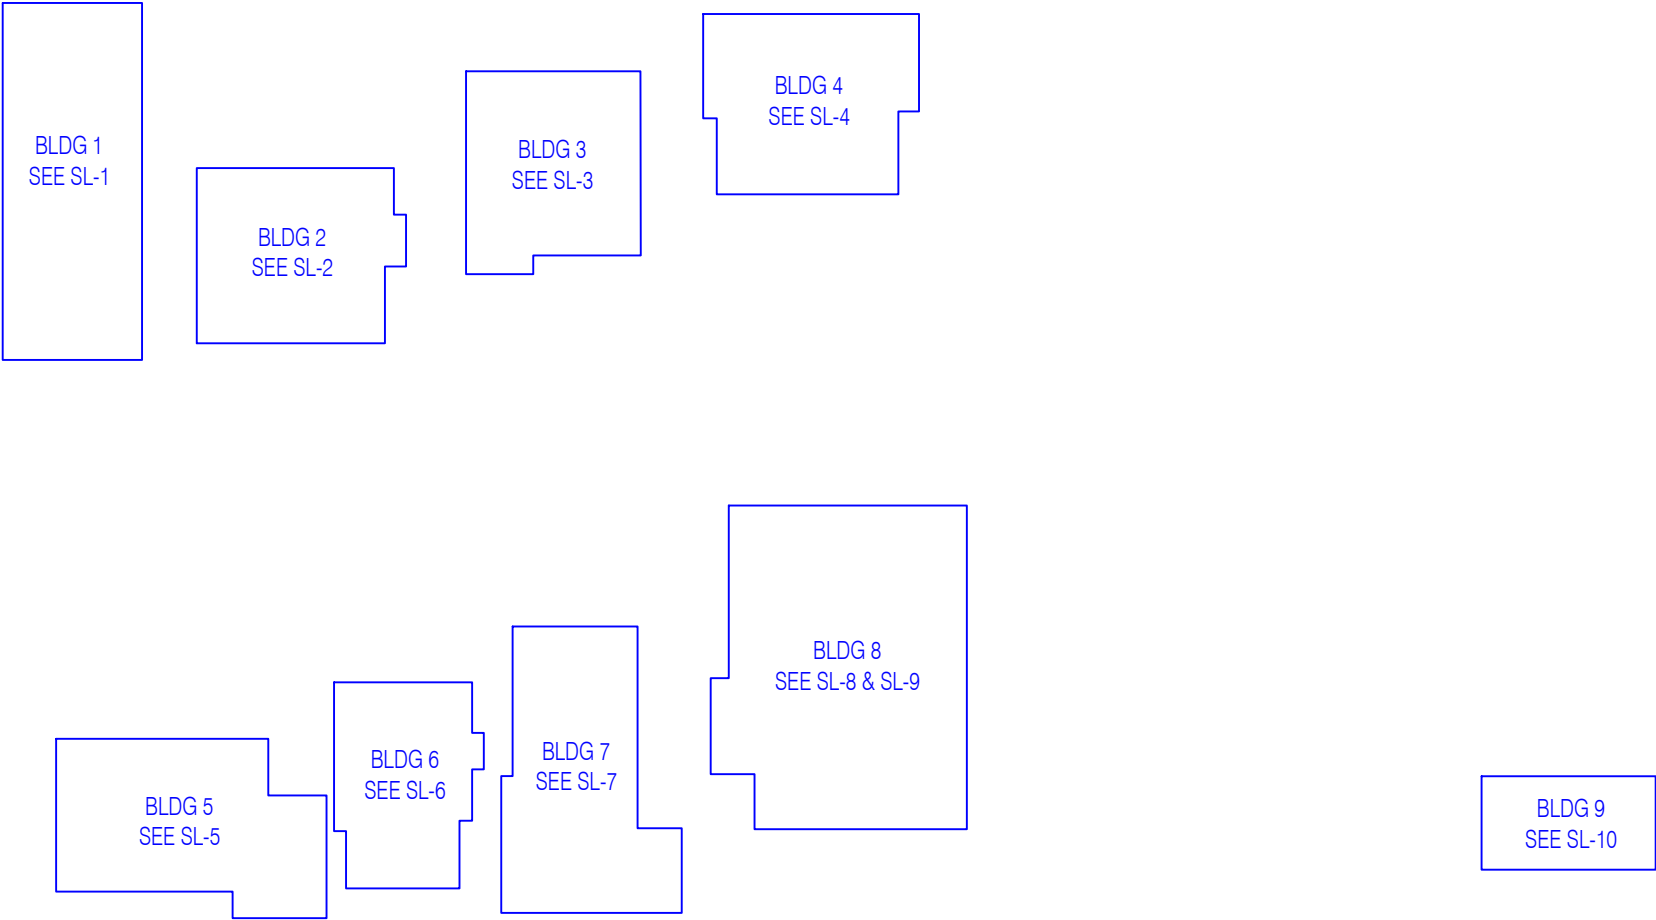 BLDG 1
SEE SL-1
BLDG 2
SEE SL-2
BLDG 3
SEE SL-3
BLDG 4
SEE SL-4
BLDG 5
SEE SL-5
BLDG 6
SEE SL-6
BLDG 7
SEE SL-7
BLDG 8
SEE SL-8 & SL-9
BLDG 9
SEE SL-10